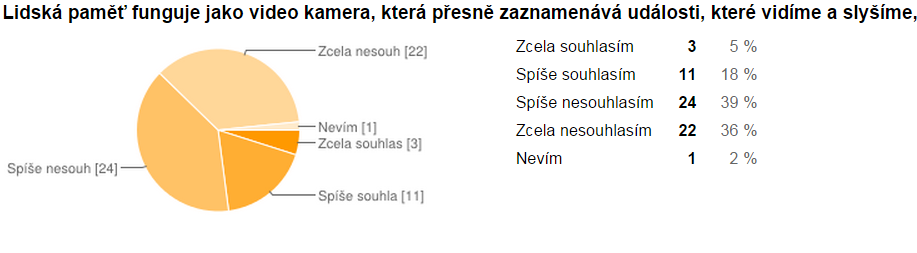 Lidská paměť funguje jako video kamera, která přesně zaznamenává události, které vidíme a slyšíme,
Zcela nesouh [22]
Nevím [1]
Zcela souhlas [3]
Spíše nesouh [24]
Spíše souhla [11]
Zcela souhlasím 3 5 %
Spíše souhlasím 11 18 %
Spíše nesouhlasím 24 39 %
Zcela nesouhlasím 22 36 %
Nevím 1 2 %